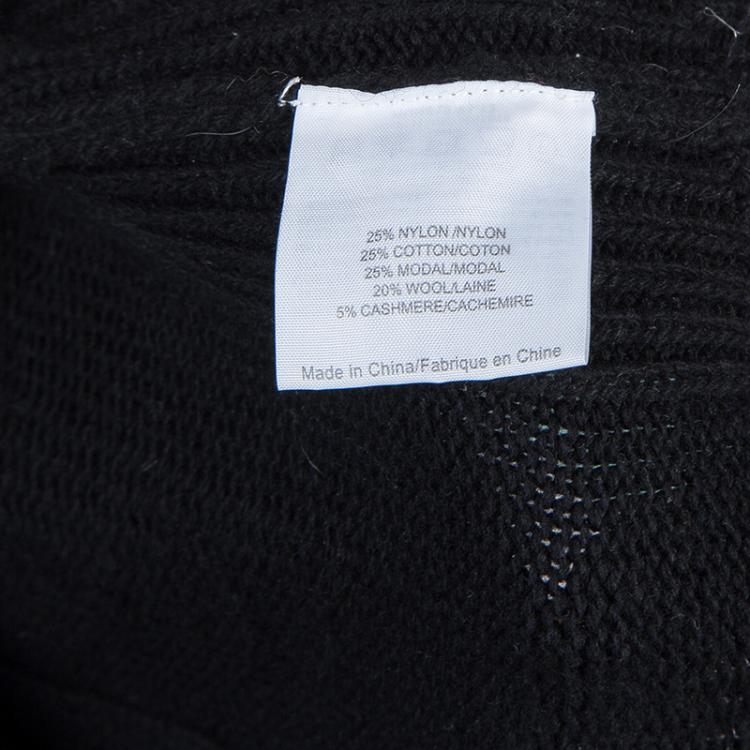 25% NYLON /NYLON
25% COTTON/COTON
25% MODAL/MODAL
20% WOOL/LAINE
5% CASHMERE/CACHEMIRE
Made in China/Fabrique en Chine